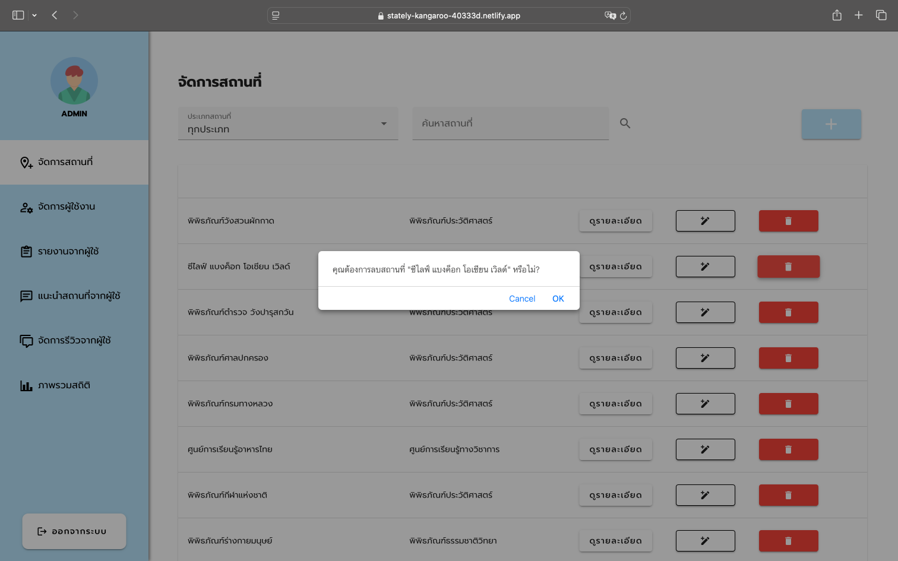 stately-kangaroo-40333d.netlify.app
ADMIN
จัดการสถานที่
จัดการผู้ใช้งาน
รายงานจากผู้ใช้
แนะนำสถานที่จากผู้ใช้
จัดการรีวิวจากผู้ใช้
ภาพรวมสถิติ
ออกจากระบบ
จัดการสถานที่
ประเภทสถานที่
ทุกประเภท
ค้นหาสถานที่
พิพิธภัณฑ์วังสวนผักกาด พิพิธภัณฑ์ประวัติศาสตร์ ดูรายละเอียด
ซีไลฟ์ แบงค็อก โอเชียน เวิลด์
คุณต้องการลบสถานที่ "ซีไลฟ์ แบงค็อก โอเชียน เวิลด์" หรือไม่?
Cancel OK
พิพิธภัณฑ์ตำรวจ วังปารุสกวัน พิพิธภัณฑ์ประวัติศาสตร์ ดูรายละเอียด
พิพิธภัณฑ์ศาลปกครอง พิพิธภัณฑ์ประวัติศาสตร์ ดูรายละเอียด
พิพิธภัณฑ์กรมทางหลวง พิพิธภัณฑ์ประวัติศาสตร์ ดูรายละเอียด
ศูนย์การเรียนรู้อาหารไทย ศูนย์การเรียนรู้ทางวิชาการ ดูรายละเอียด
พิพิธภัณฑ์กีฬาแห่งชาติ พิพิธภัณฑ์ประวัติศาสตร์ ดูรายละเอียด
พิพิธภัณฑ์ร่างกายมนุษย์ พิพิธภัณฑ์ธรรมชาติวิทยา ดูรายละเอียด